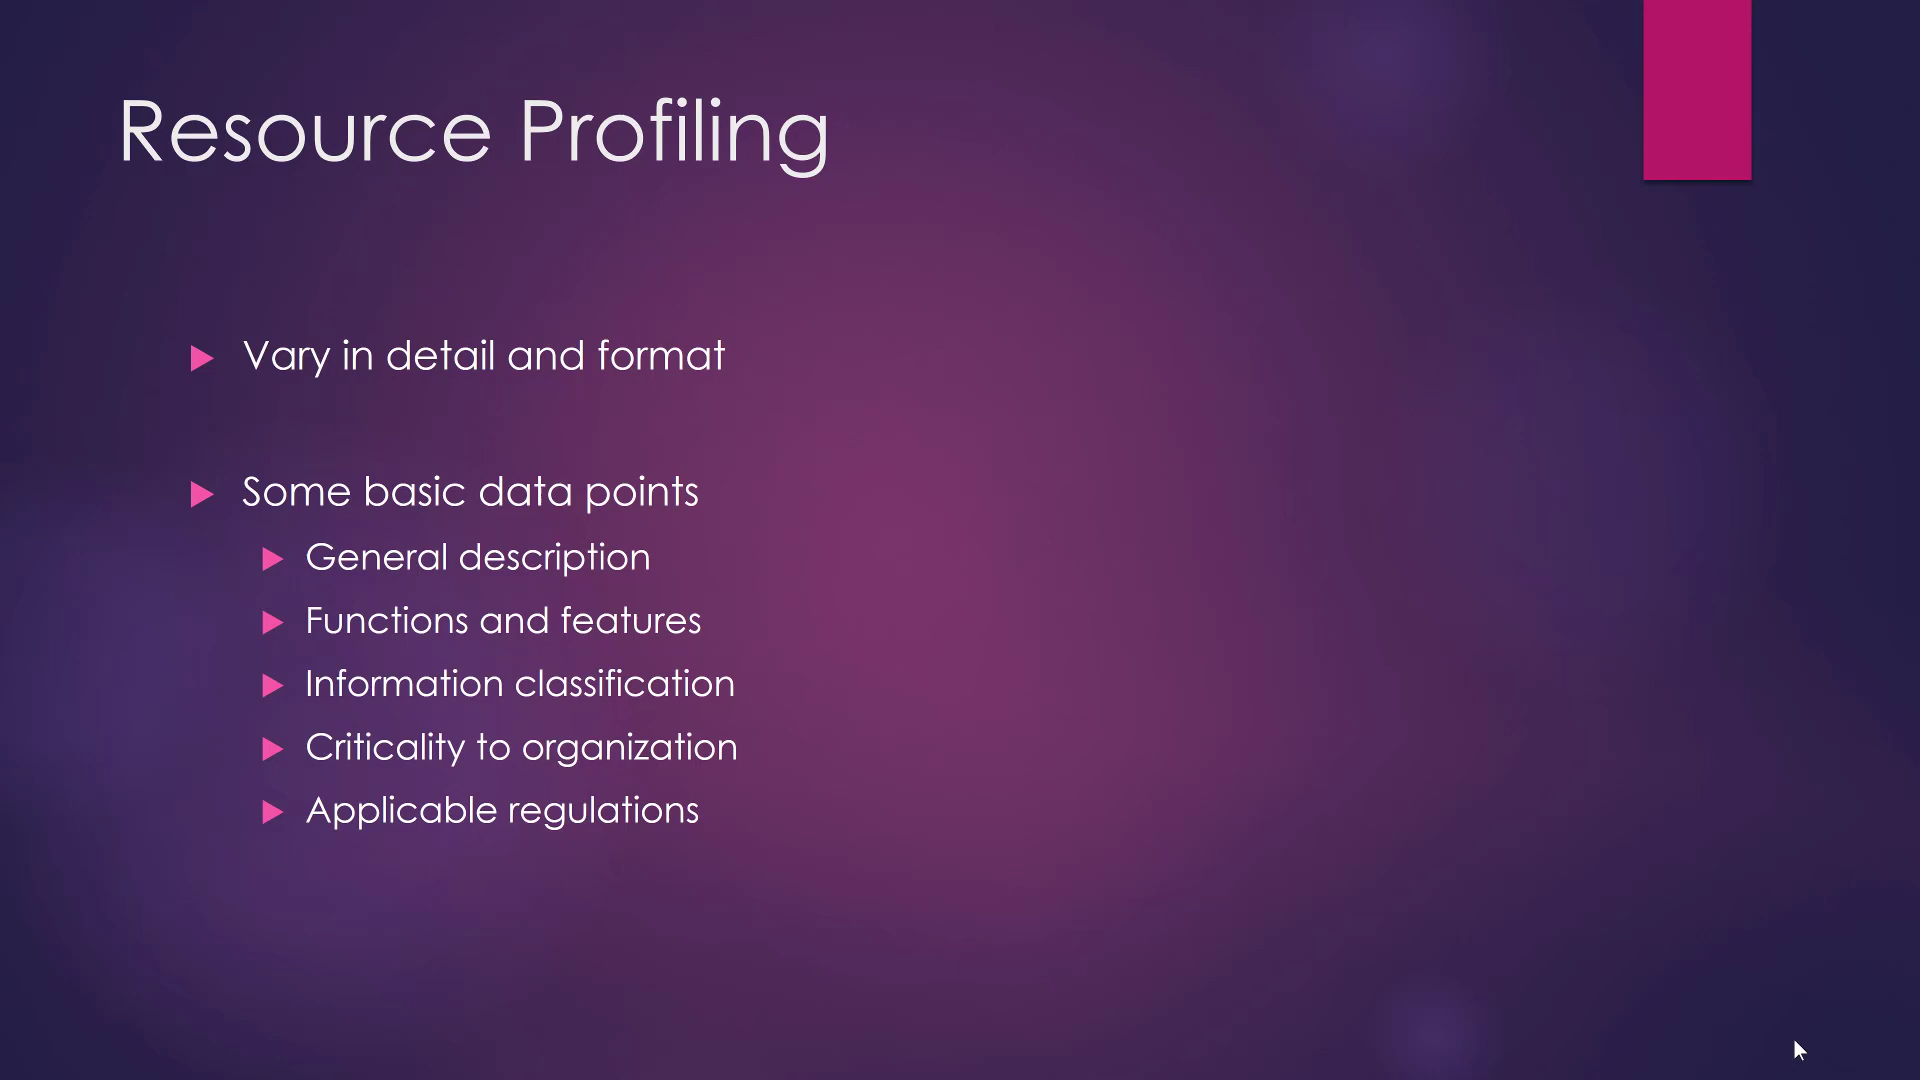 Resource Profiling
Vary in detail and format
Some basic data points
General description
Functions and features
Information classification
Criticality to organization
Applicable regulations